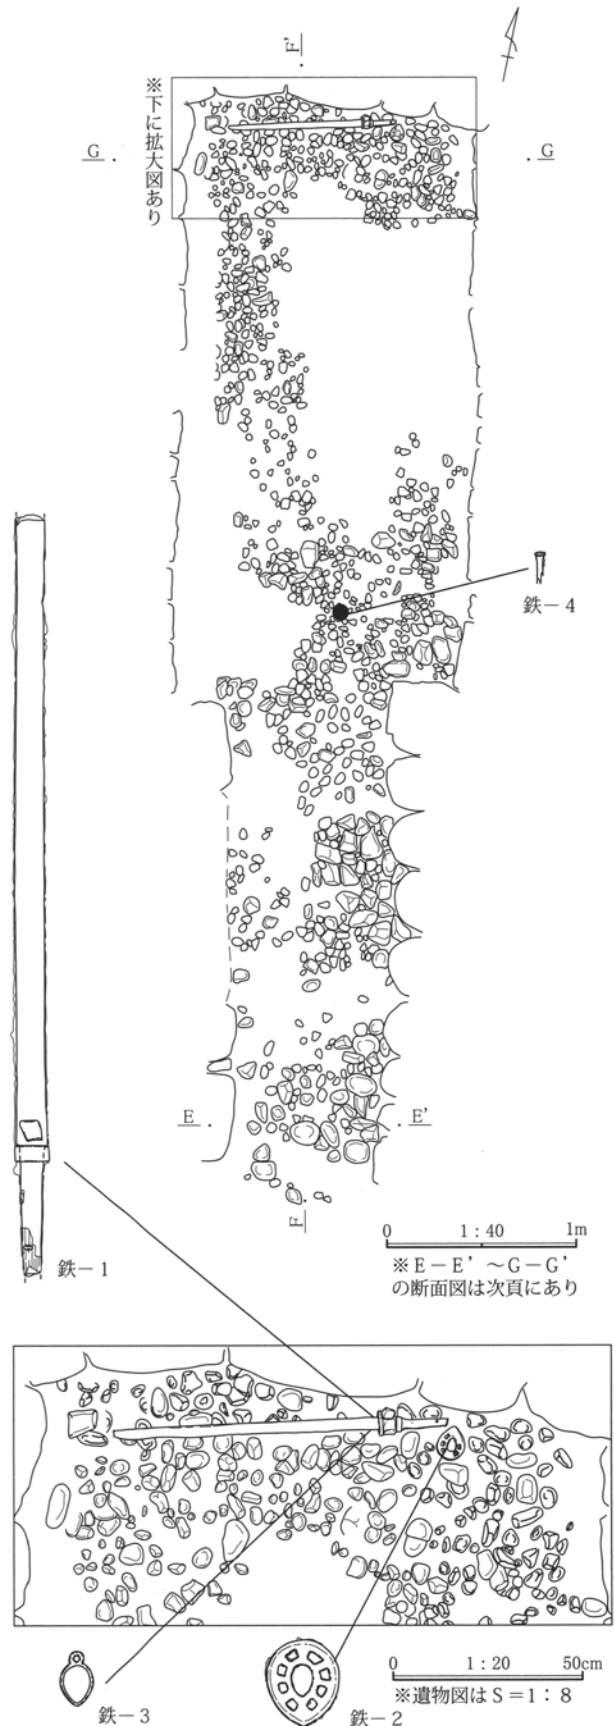 F'
※下に拡大図あり
G
G
鉄－4
E
E'
F
0 1:40 1m
※E－E'～G－G'
の断面図は次頁にあり
鉄－1
0 1:20 50cm
※遺物図はS＝1：8
鉄－3
鉄－2